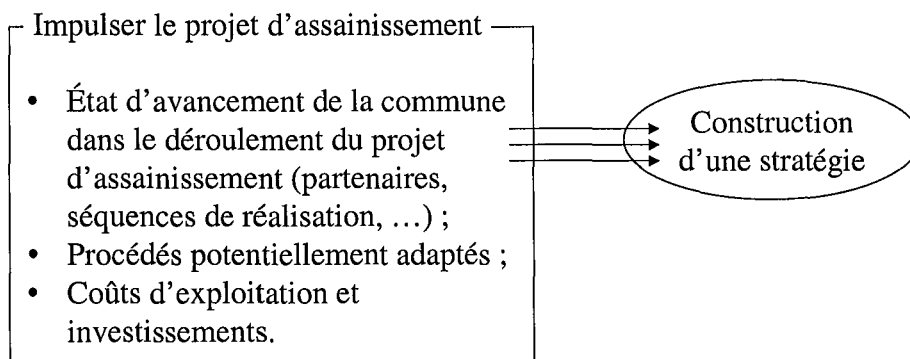 Impulser le projet d’assainissement
• État d’avancement de la commune
dans le déroulement du projet
d’assainissement (partenaires,
séquences de réalisation, …) ;
• Procédés potentiellement adaptés ;
• Coûts d’exploitation et
investissements.
Construction
d’une stratégie